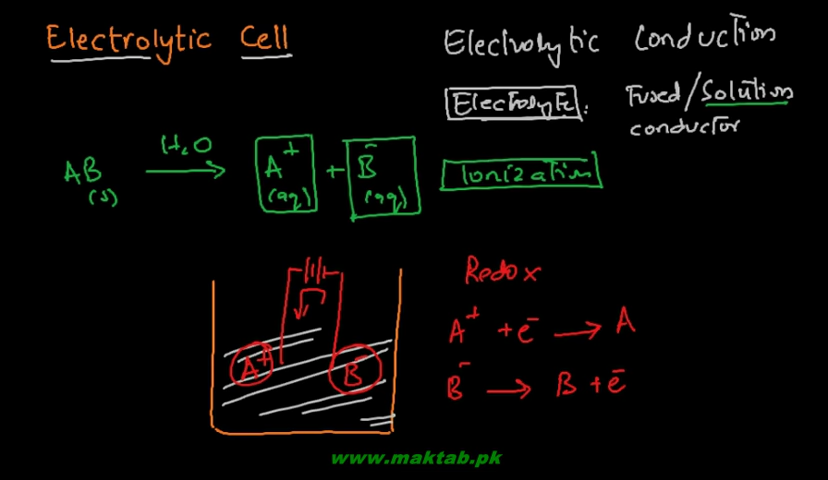 Electrolytic Cell
Electrolytic Conduction
Electrolyte: Fused/Solution
conductor
AB(s) → H₂O A⁺(aq) + B⁻(aq)
Ionization
Redox
A⁺ + e⁻ → A
B⁻ → B + e⁻
A⁺
B⁻
www.maktab.pk